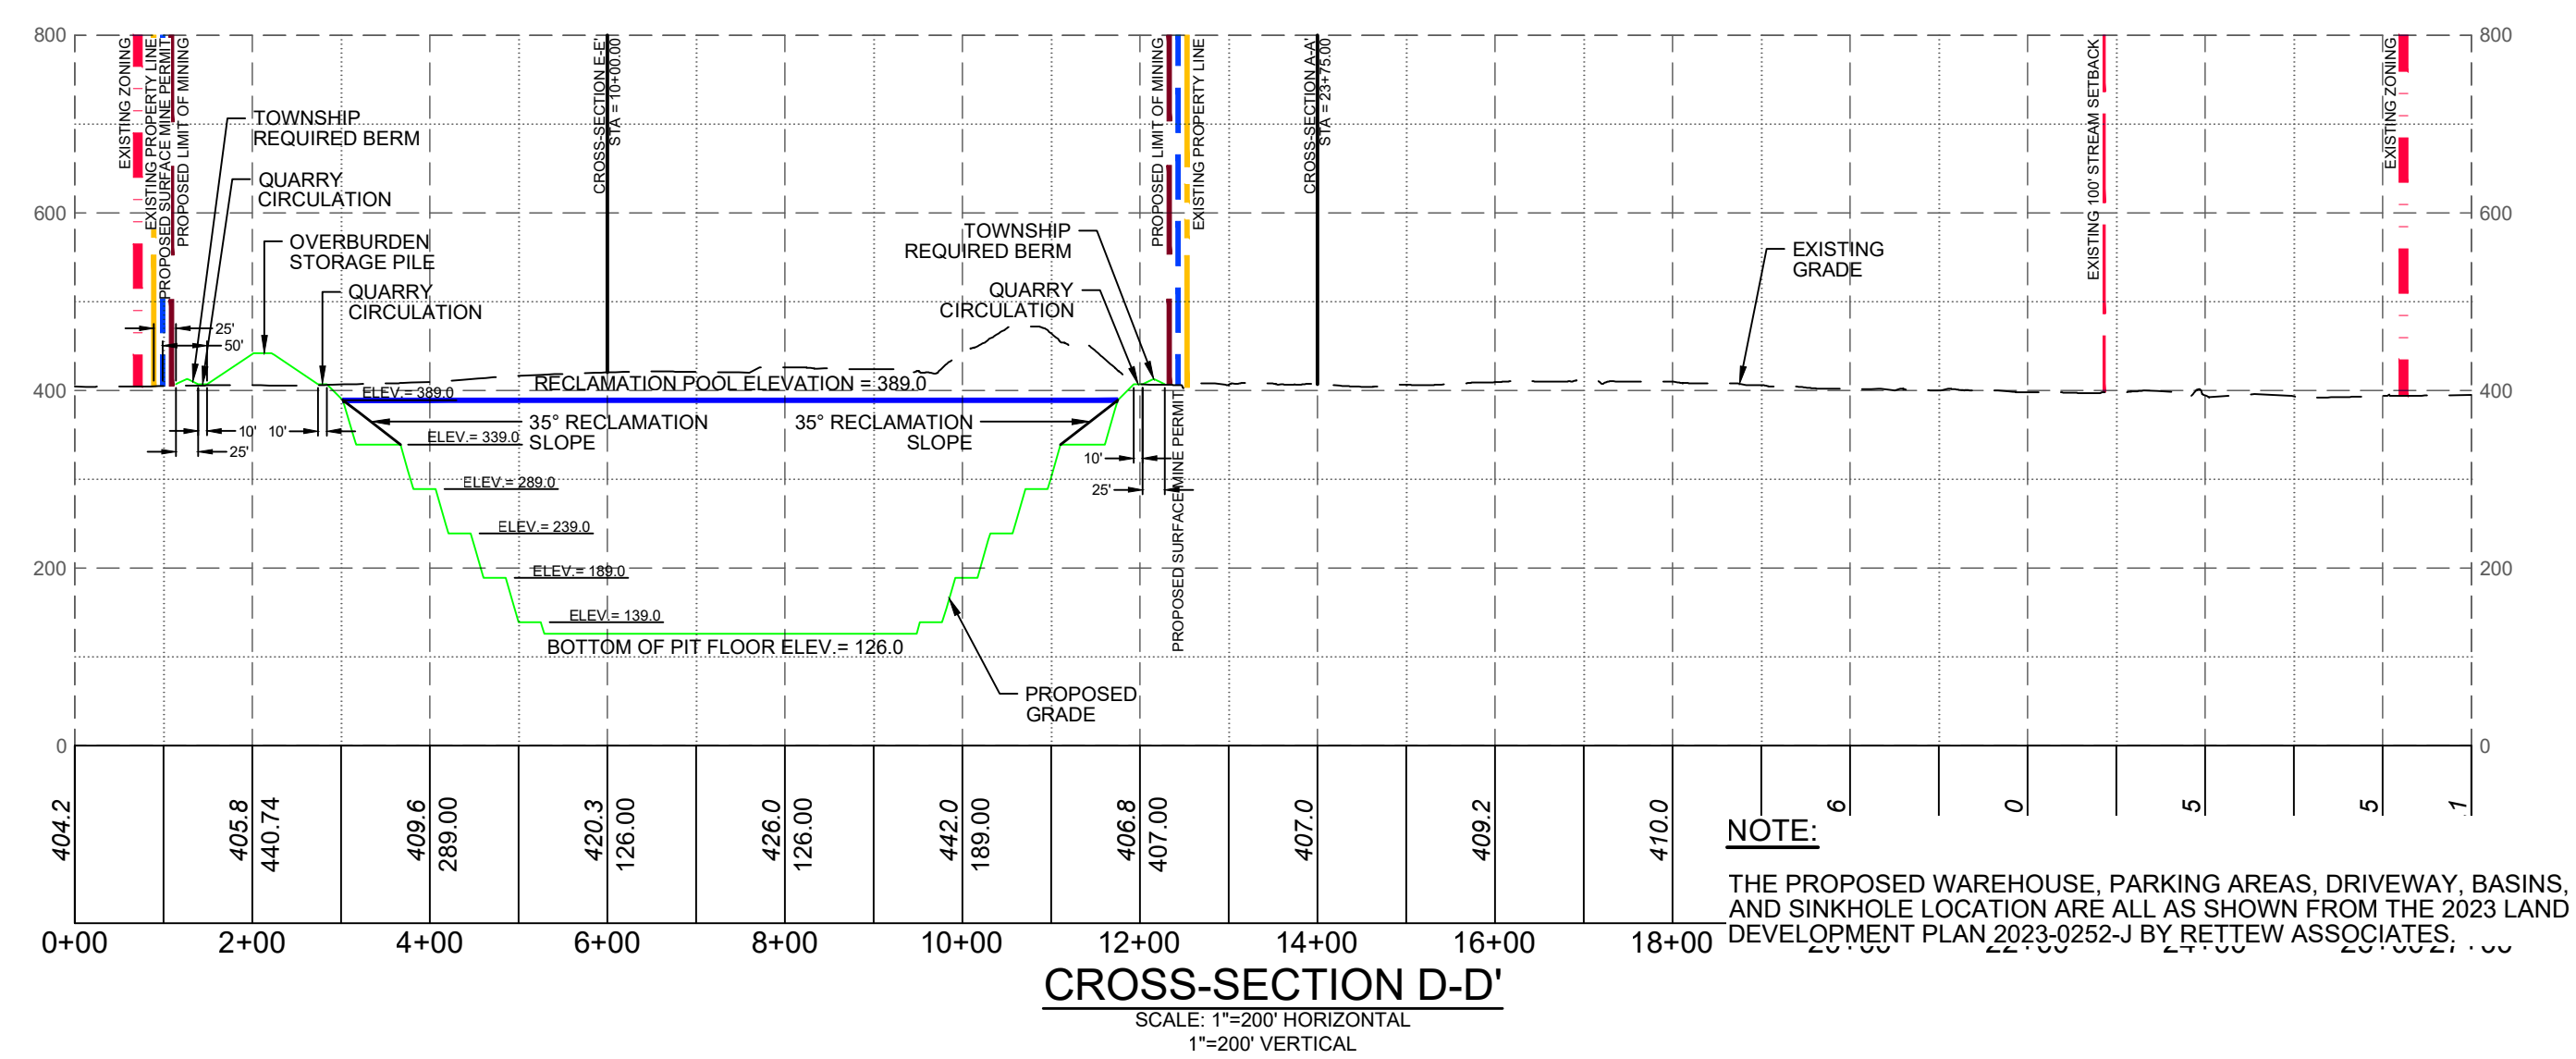 800
800
600
600
400
400
200
200
0
0
EXISTING ZONING
EXISTING PROPERTY LINE
PROPOSED SURFACE MINE PERMIT
PROPOSED LIMIT OF MINING
TOWNSHIP
REQUIRED BERM
QUARRY
CIRCULATION
OVERBURDEN
STORAGE PILE
QUARRY
CIRCULATION
25'
50'
10'
10'
25'
CROSS-SECTION E-E'
STA = 10+00.00
RECLAMATION POOL ELEVATION = 389.0
ELEV.= 389.0
35° RECLAMATION
SLOPE
35° RECLAMATION
SLOPE
ELEV.= 339.0
ELEV.= 289.0
ELEV.= 239.0
ELEV.= 189.0
ELEV.= 139.0
BOTTOM OF PIT FLOOR ELEV.= 126.0
PROPOSED
GRADE
TOWNSHIP
REQUIRED BERM
QUARRY
CIRCULATION
10'
25'
PROPOSED LIMIT OF MINING
PROPOSED SURFACE MINE PERMIT
EXISTING PROPERTY LINE
CROSS-SECTION A-A'
STA = 23+75.00
EXISTING
GRADE
EXISTING 100' STREAM SETBACK
EXISTING ZONING
404.2
405.8
440.74
409.6
289.00
420.3
126.00
426.0
126.00
442.0
189.00
406.8
407.00
407.0
409.2
410.0
6
0
5
5
1
0+00
2+00
4+00
6+00
8+00
10+00
12+00
14+00
16+00
18+00
NOTE:
THE PROPOSED WAREHOUSE, PARKING AREAS, DRIVEWAY, BASINS,
AND SINKHOLE LOCATION ARE ALL AS SHOWN FROM THE 2023 LAND
DEVELOPMENT PLAN 2023-0252-J BY RETTEW ASSOCIATES.
CROSS-SECTION D-D'
SCALE: 1"=200' HORIZONTAL
1"=200' VERTICAL